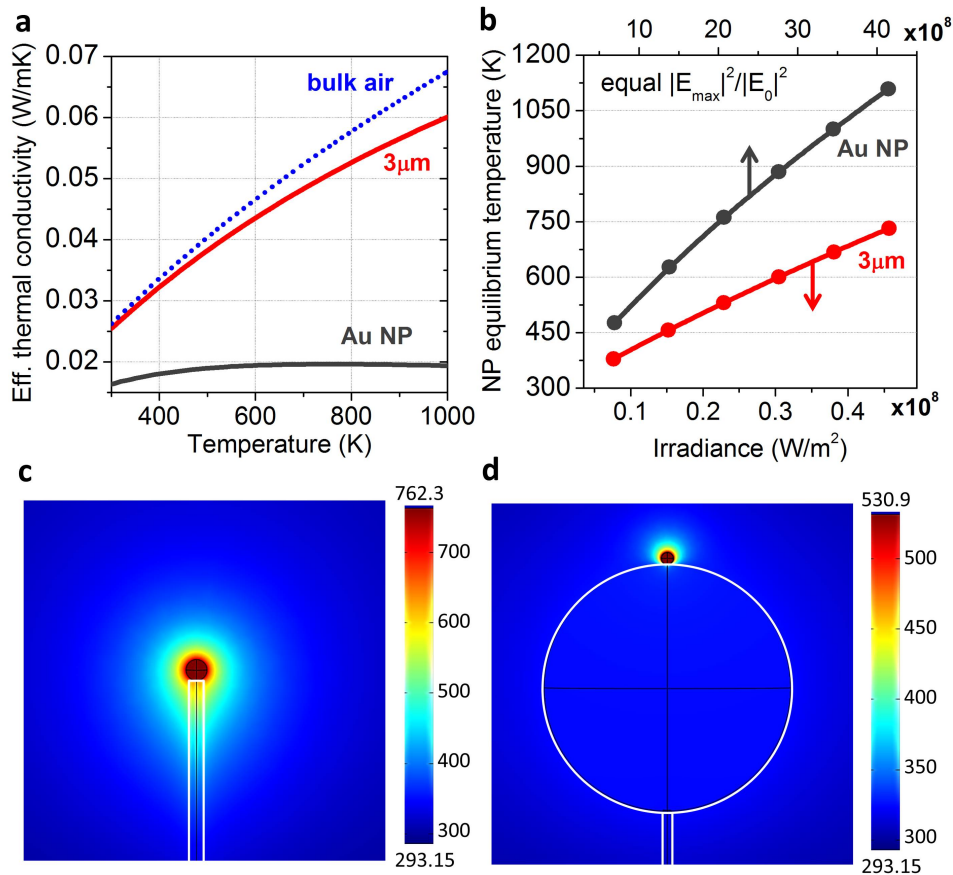 a
Eff. thermal conductivity (W/mK)
0.07
0.06
0.05
0.04
0.03
0.02
bulk air
3μm
Au NP
400 600 800 1000
Temperature (K)
b
0 10 20 30 40 x10⁸
NP equilibrium temperature (K)
1200
1050
900
750
600
450
300
equal |Eₘₐₓ|²/|E₀|²
Au NP
3μm
0.1 0.2 0.3 0.4 x10⁸
Irradiance (W/m²)
c
762.3
700
600
500
400
300
293.15
d
530.9
500
450
400
350
300
293.15